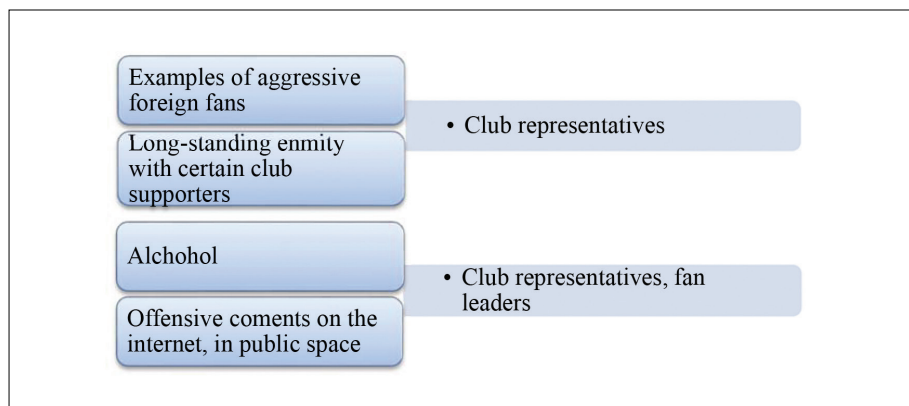 Examples of aggressive
foreign fans
• Club representatives
Long-standing enmity
with certain club
supporters
Alchohol
• Club representatives, fan
leaders
Offensive coments on the
internet, in public space